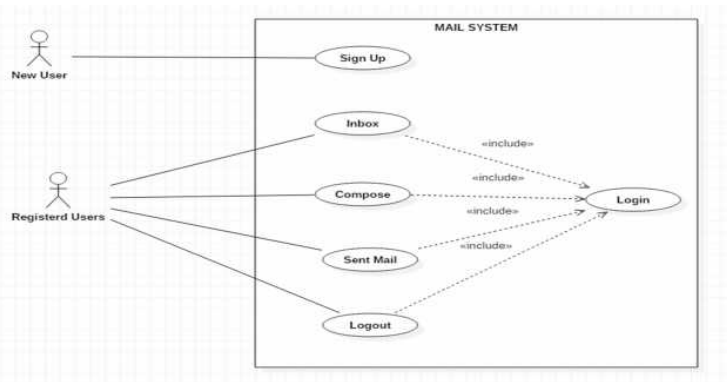 MAIL SYSTEM
Sign Up
New User
Inbox
«include»
«include»
Compose
Login
Registerd Users
«include»
«include»
Sent Mail
Logout